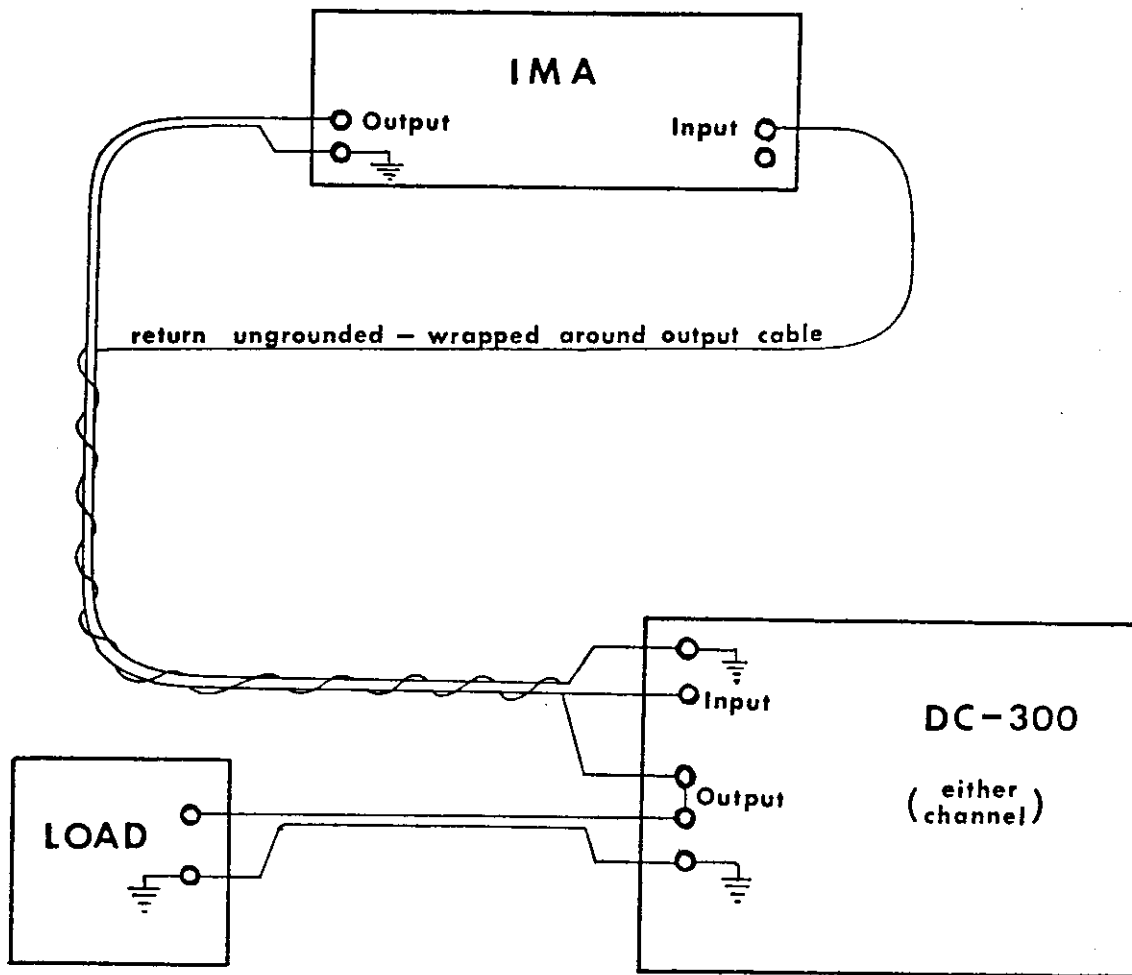 IMA
Output
Input
return ungrounded – wrapped around output cable
Input
DC-300
Output
(either
channel)
LOAD